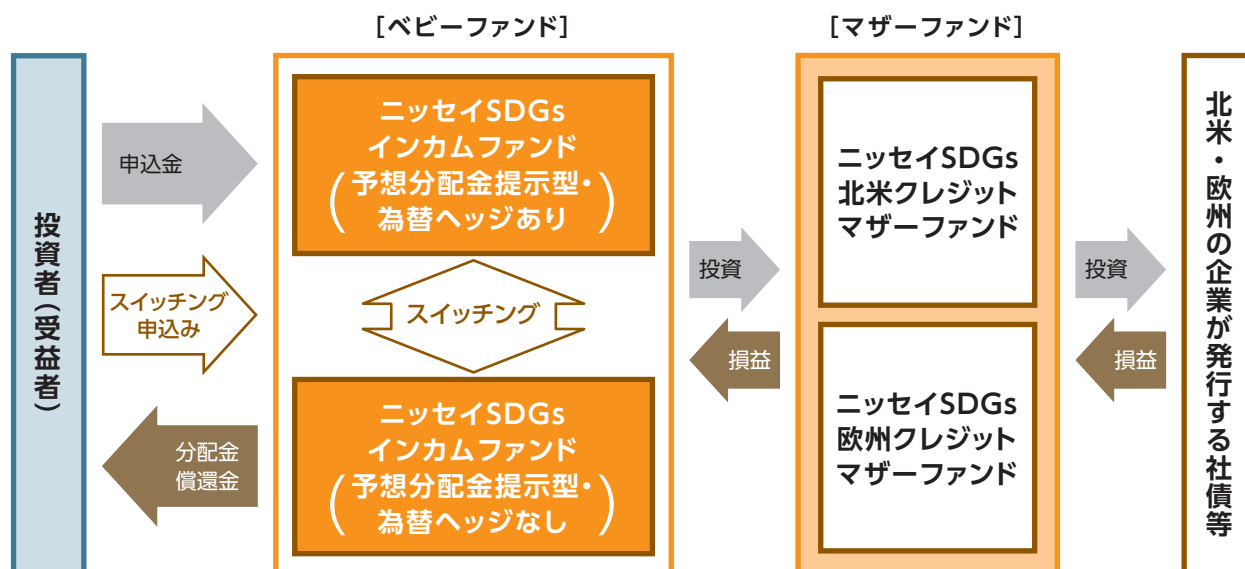 [ベビーファンド]
[マザーファンド]
投資者(受益者)
申込金
スイッチング
申込み
分配金
償還金
ニッセイSDGs
インカムファンド
(予想分配金提示型・
為替ヘッジあり)
スイッチング
ニッセイSDGs
インカムファンド
(予想分配金提示型・
為替ヘッジなし)
投資
損益
ニッセイSDGs
北米クレジット
マザーファンド
ニッセイSDGs
欧州クレジット
マザーファンド
投資
損益
北米・欧州の企業が発行する社債等